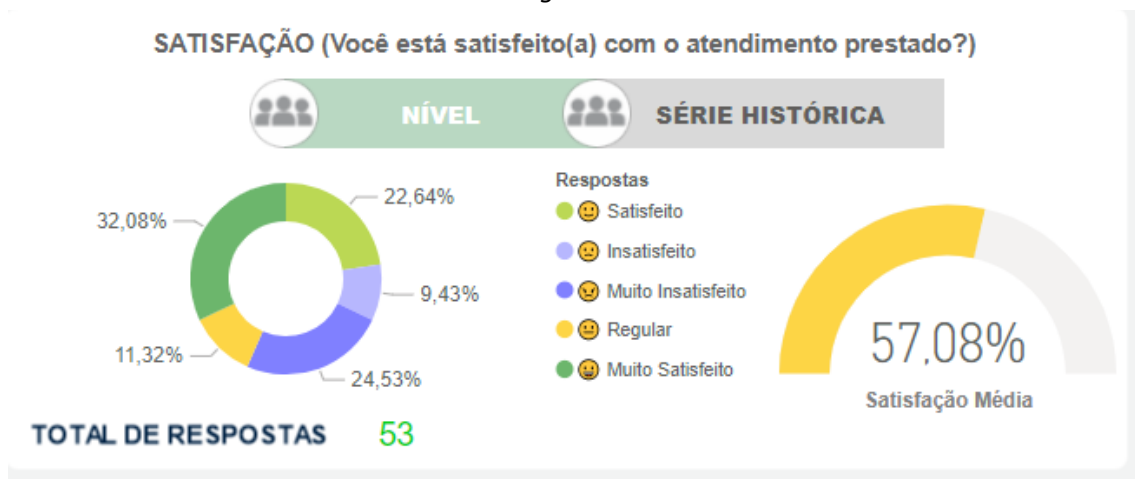 SATISFAÇÃO (Você está satisfeito(a) com o atendimento prestado?)
NÍVEL
SÉRIE HISTÓRICA
22,64%
9,43%
24,53%
11,32%
32,08%
Respostas
Satisfeito
Insatisfeito
Muito Insatisfeito
Regular
Muito Satisfeito
57,08%
Satisfação Média
TOTAL DE RESPOSTAS 53